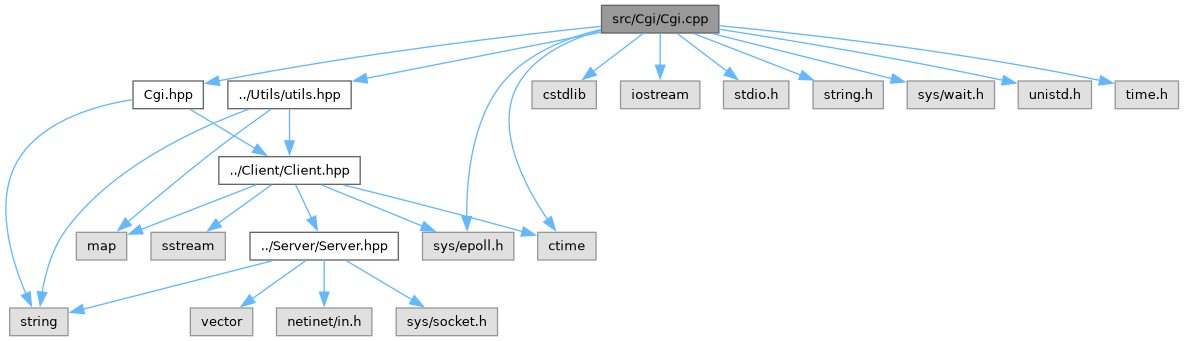 src/Cgi/Cgi.cpp
Cgi.hpp
../Utils/utils.hpp
cstdlib
iostream
stdio.h
string.h
sys/wait.h
unistd.h
time.h
../Client/Client.hpp
map
sstream
../Server/Server.hpp
sys/epoll.h
ctime
string
vector
netinet/in.h
sys/socket.h